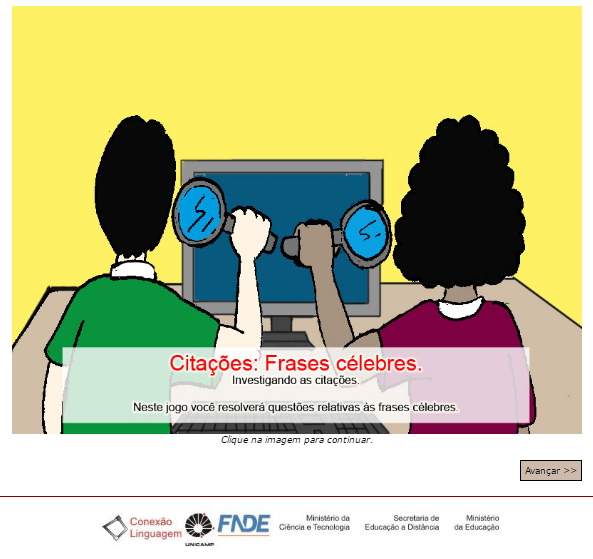 Citações: Frases célebres.
Investigando as citações.
Neste jogo você resolverá questões relativas às frases célebres.
Clique na imagem para continuar.
Avançar >>
Conexão
Linguagem
UNICAMP
FNDE
Ministério da
Ciência e Tecnologia
Secretaria de
Educação a Distância
Ministério
da Educação